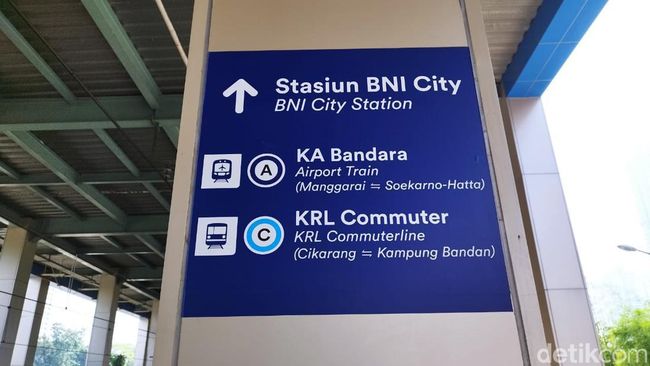 Stasiun BNI City
BNI City Station
A
KA Bandara
Airport Train
(Manggarai ≒ Soekarno-Hatta)
C
KRL Commuter
KRL Commuterline
(Cikarang ≒ Kampung Bandan)
detikcom